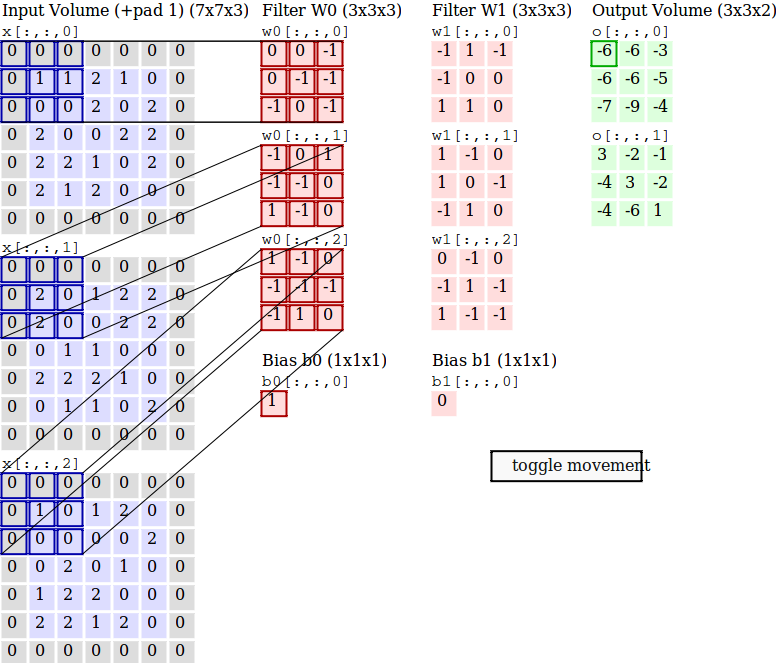 Input Volume (+pad 1) (7x7x3)
x[:,:,0]
0 0 0 0 0 0 0
0 1 1 2 1 0 0
0 0 0 2 0 2 0
0 2 0 0 2 2 0
0 2 2 1 0 2 0
0 2 1 2 0 0 0
0 0 0 0 0 0 0
x[:,:,1]
0 0 0 0 0 0 0
0 2 0 1 2 2 0
0 2 0 0 2 2 0
0 0 1 1 0 0 0
0 2 2 2 1 0 0
0 0 1 1 0 2 0
0 0 0 0 0 0 0
x[:,:,2]
0 0 0 0 0 0 0
0 1 0 1 2 0 0
0 0 0 0 0 2 0
0 0 2 0 1 0 0
0 1 2 2 0 0 0
0 2 2 1 2 0 0
0 0 0 0 0 0 0
Filter W0 (3x3x3)
w0[:,:,0]
0 0 -1
0 -1 -1
-1 0 -1
w0[:,:,1]
-1 0 1
-1 -1 0
1 -1 0
w0[:,:,2]
1 -1 0
-1 -1 -1
-1 1 0
Bias b0 (1x1x1)
b0[:,:,0]
1
Filter W1 (3x3x3)
w1[:,:,0]
-1 1 -1
-1 0 0
1 1 0
w1[:,:,1]
1 -1 0
1 0 -1
-1 1 0
w1[:,:,2]
0 -1 0
-1 1 -1
1 -1 -1
Bias b1 (1x1x1)
b1[:,:,0]
0
Output Volume (3x3x2)
o[:,:,0]
-6 -6 -3
-6 -6 -5
-7 -9 -4
o[:,:,1]
3 -2 -1
-4 3 -2
-4 -6 1
toggle movement